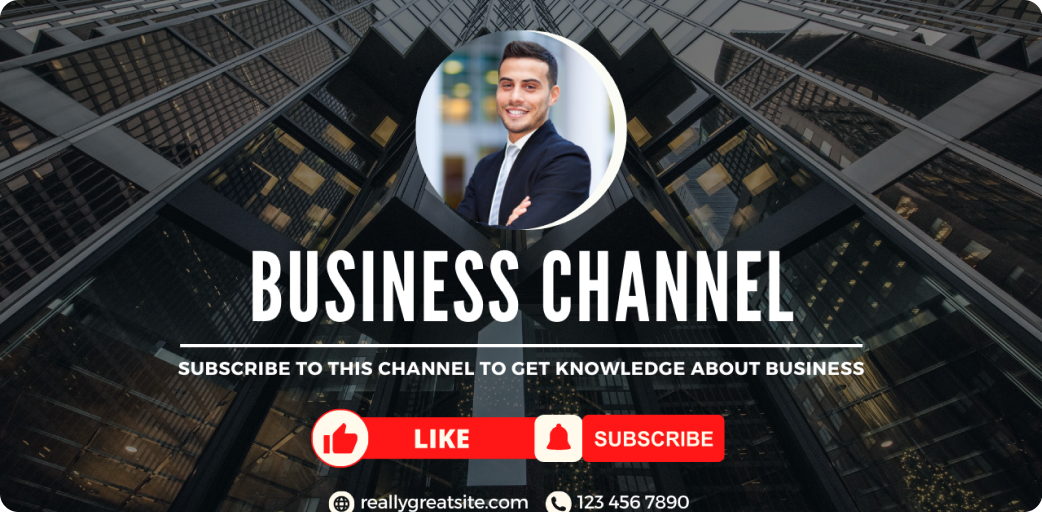 BUSINESS CHANNEL
SUBSCRIBE TO THIS CHANNEL TO GET KNOWLEDGE ABOUT BUSINESS
LIKE SUBSCRIBE
reallygreatsite.com 123 456 7890